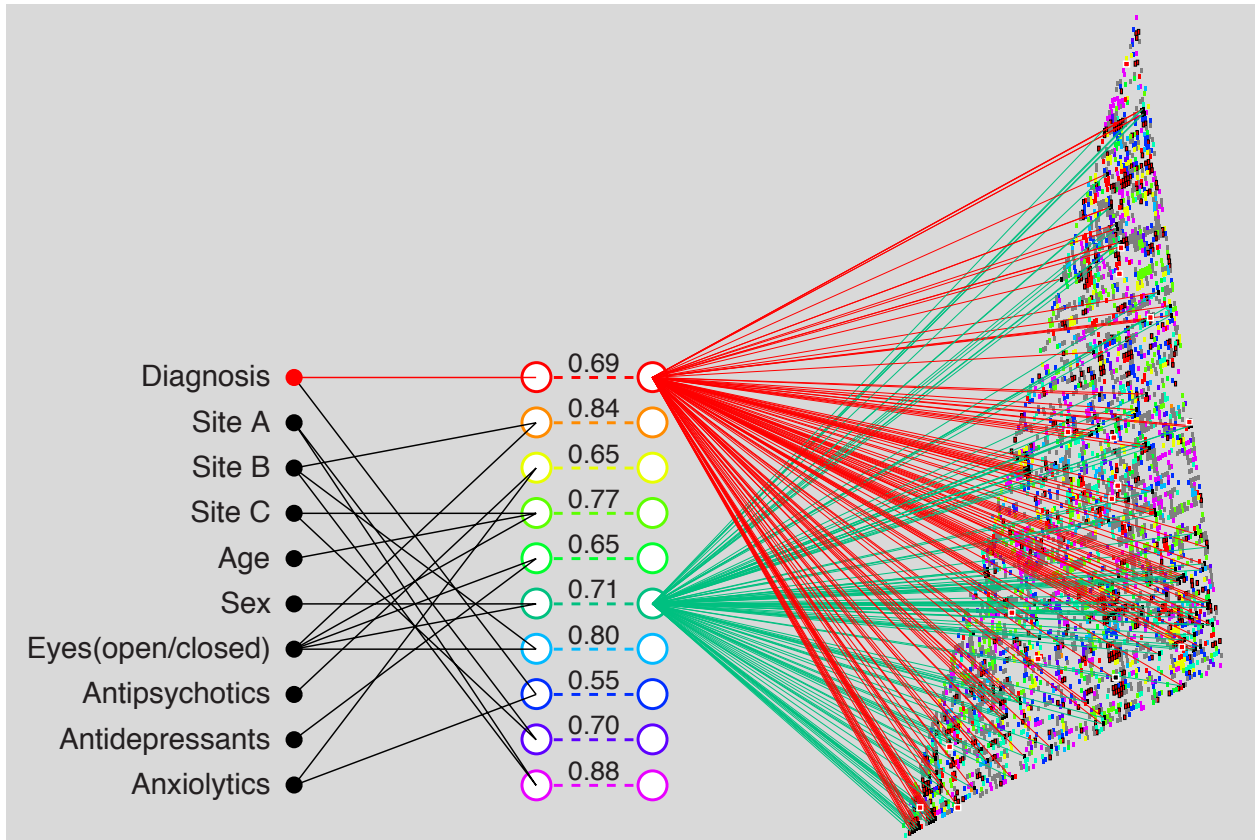 Diagnosis 0.69
Site A 0.84
Site B 0.65
Site C 0.77
Age 0.65
Sex 0.71
Eyes(open/closed) 0.80
Antipsychotics 0.55
Antidepressants 0.70
Anxiolytics 0.88